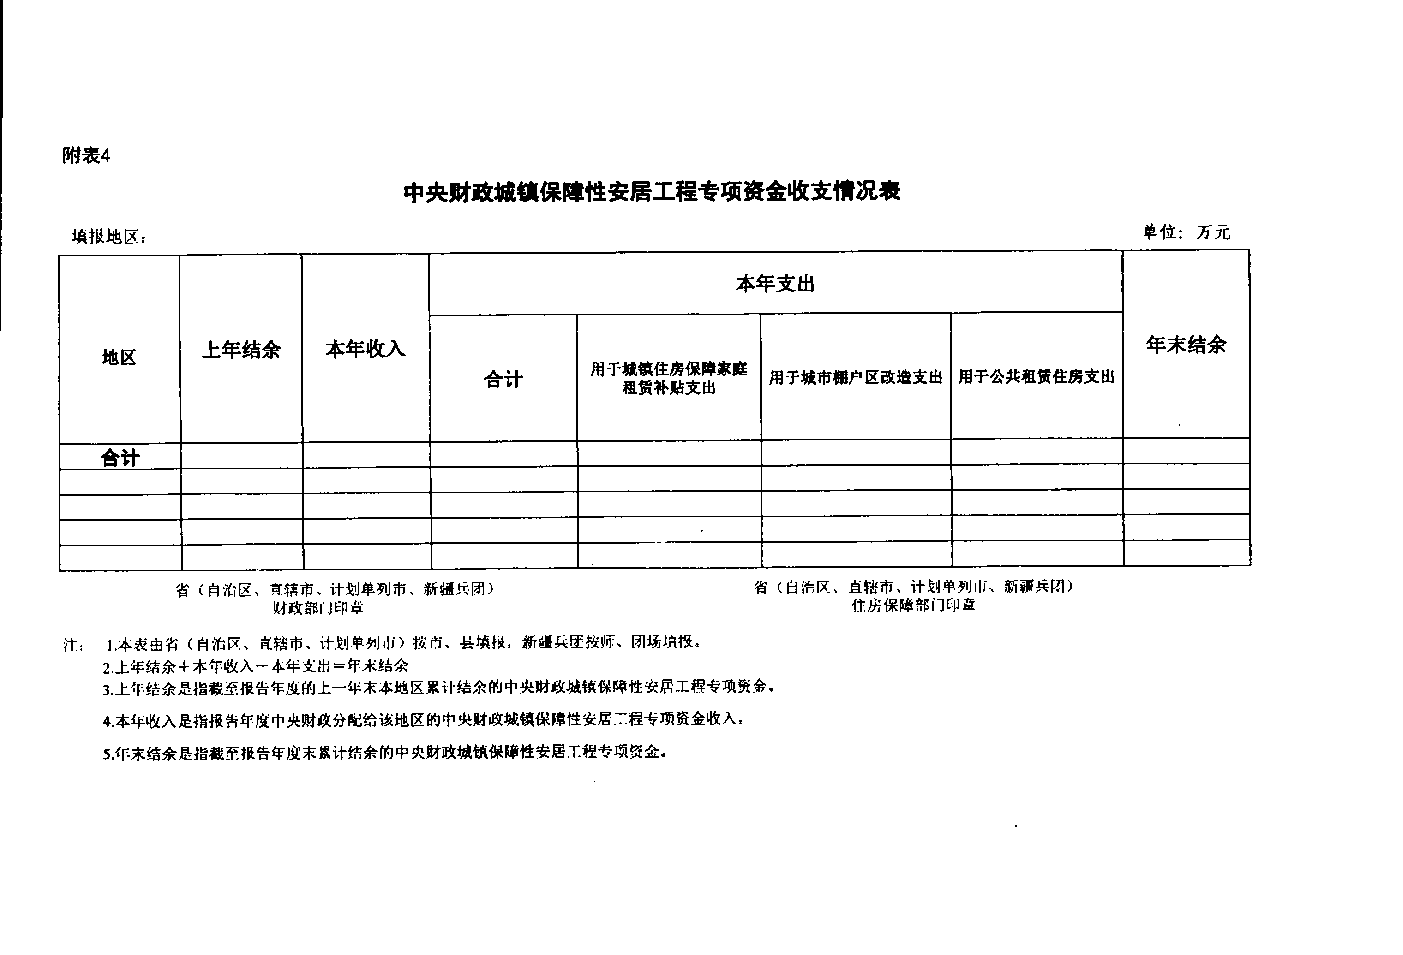 附表4
中央财政城镇保障性安居工程专项资金收支情况表
填报地区：
单位：万元
地区
上年结余
本年收入
本年支出
年末结余
合计
用于城镇住房保障家庭
租赁补贴支出
用于城市棚户区改造支出
用于公共租赁住房支出
合计
省（自治区、直辖市、计划单列市、新疆兵团）
财政部门印章
省（自治区、直辖市、计划单列市、新疆兵团）
住房保障部门印章
注： 1.本表由省（自治区、直辖市、计划单列市）按市、县填报，新疆兵团按师、团场填报。
2.上年结余＋本年收入－本年支出＝年末结余
3.上年结余是指截至报告年度的上一年末本地区累计结余的中央财政城镇保障性安居工程专项资金。
4.本年收入是指报告年度中央财政分配给该地区的中央财政城镇保障性安居工程专项资金收入。
5.年末结余是指截至报告年度末累计结余的中央财政城镇保障性安居工程专项资金。